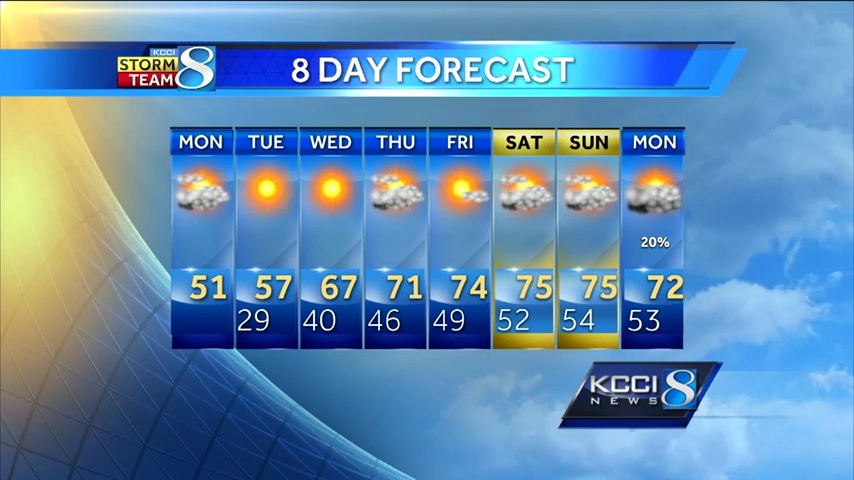 KCCI
STORM
TEAM 8
8 DAY FORECAST
MON TUE WED THU FRI SAT SUN MON
20%
51 57 67 71 74 75 75 72
29 40 46 49 52 54 53
KCCI 8
NEWS